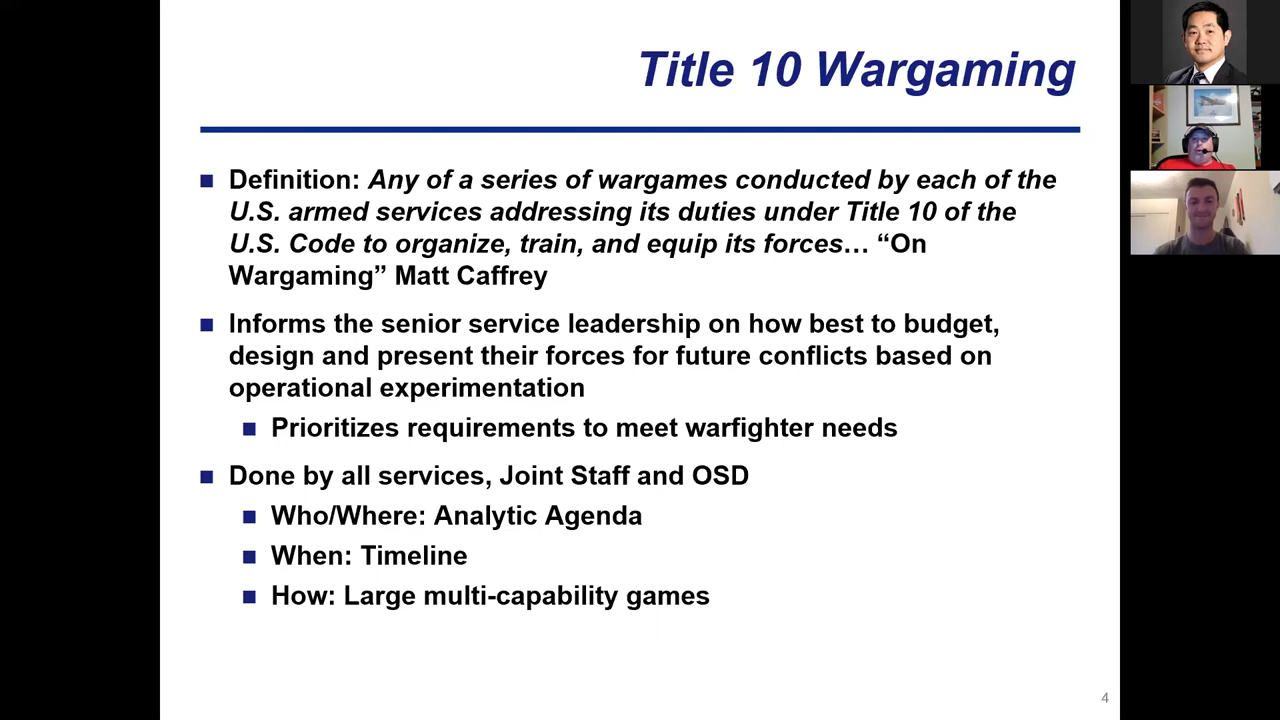 Title 10 Wargaming
Definition: Any of a series of wargames conducted by each of the
U.S. armed services addressing its duties under Title 10 of the
U.S. Code to organize, train, and equip its forces… “On
Wargaming” Matt Caffrey
Informs the senior service leadership on how best to budget,
design and present their forces for future conflicts based on
operational experimentation
Prioritizes requirements to meet warfighter needs
Done by all services, Joint Staff and OSD
Who/Where: Analytic Agenda
When: Timeline
How: Large multi-capability games
4